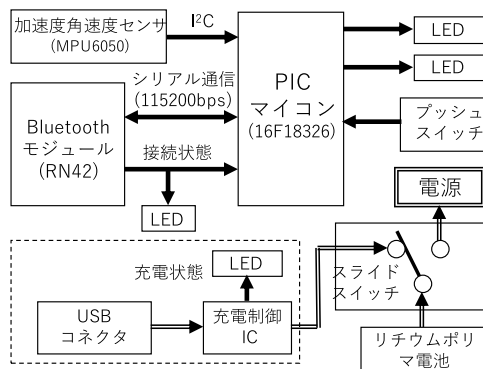 加速度角速度センサ
(MPU6050)
I²C
PIC
マイコン
(16F18326)
LED
LED
プッシュ
スイッチ
シリアル通信
(115200bps)
Bluetooth
モジュール
(RN42)
接続状態
LED
電源
スライド
スイッチ
充電状態
LED
USB
コネクタ
充電制御
IC
リチウムポリ
マ電池